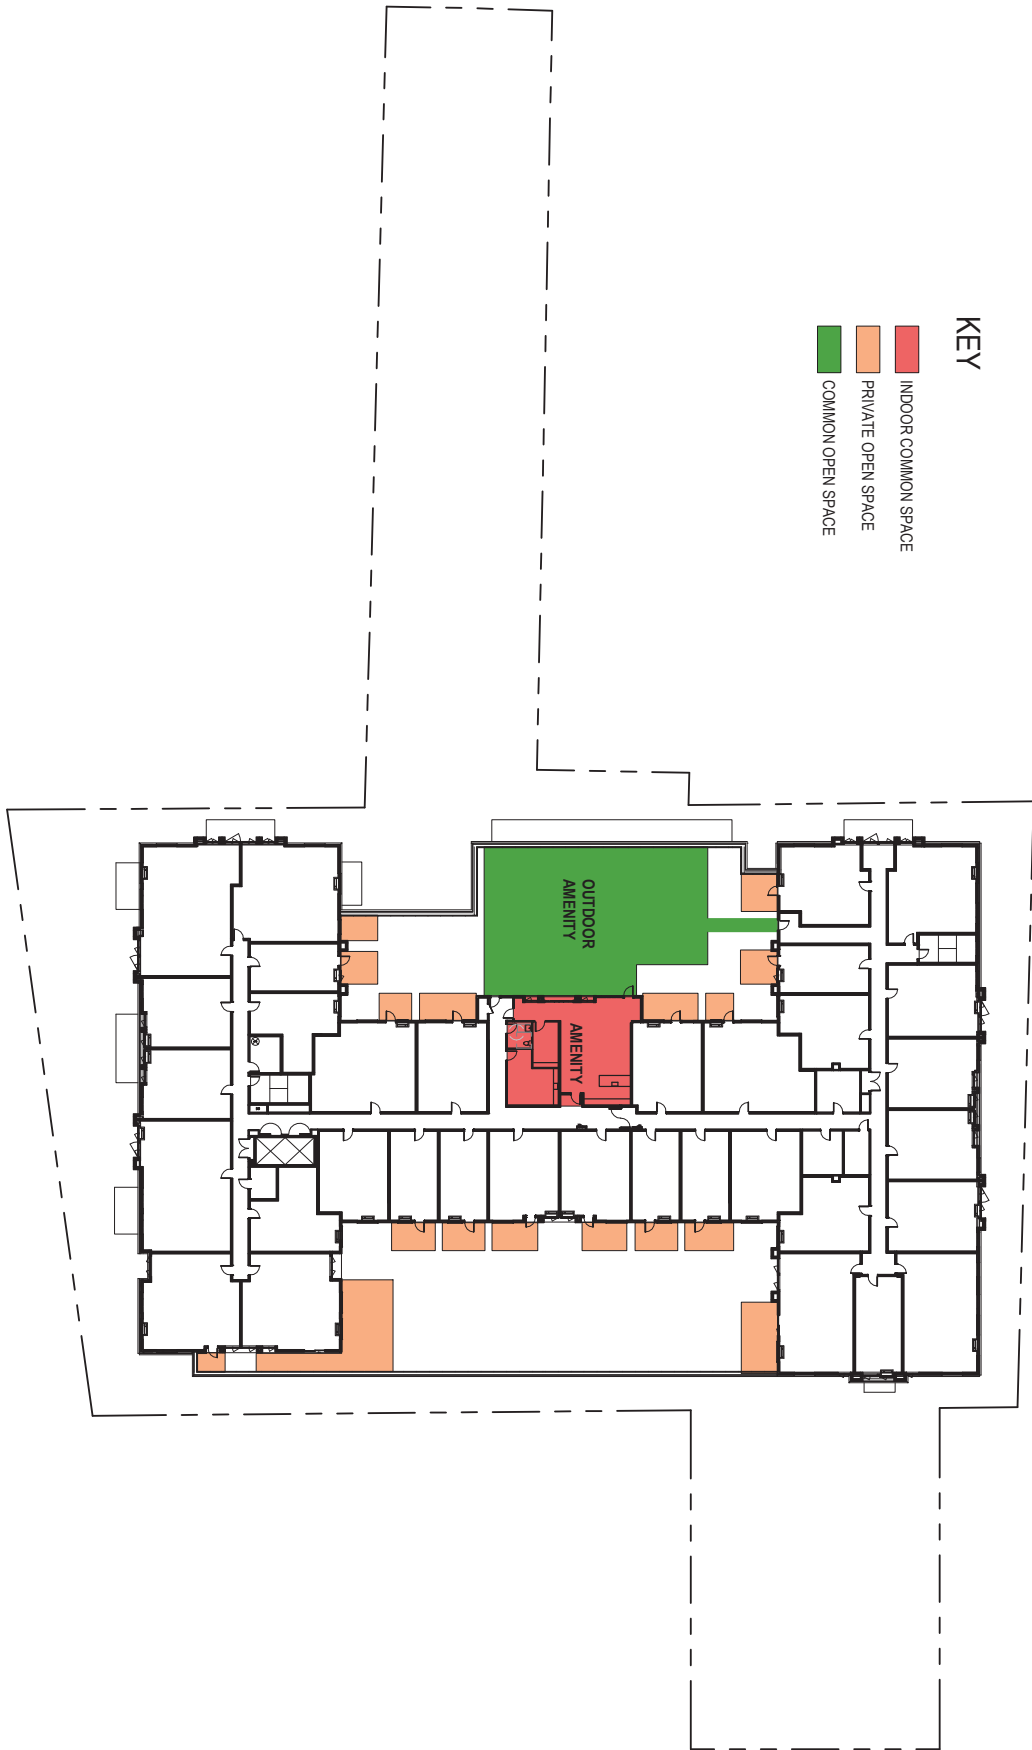 KEY
INDOOR COMMON SPACE
PRIVATE OPEN SPACE
COMMON OPEN SPACE
OUTDOOR
AMENITY
AMENITY